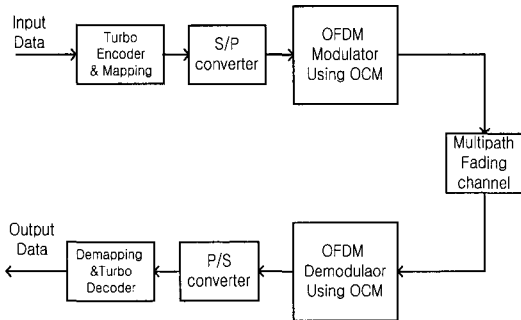 Input
Data
Turbo
Encoder
& Mapping
S/P
converter
OFDM
Modulator
Using OCM
Multipath
Fading
channel
Output
Data
Demapping
&Turbo
Decoder
P/S
converter
OFDM
Demodulaor
Using OCM